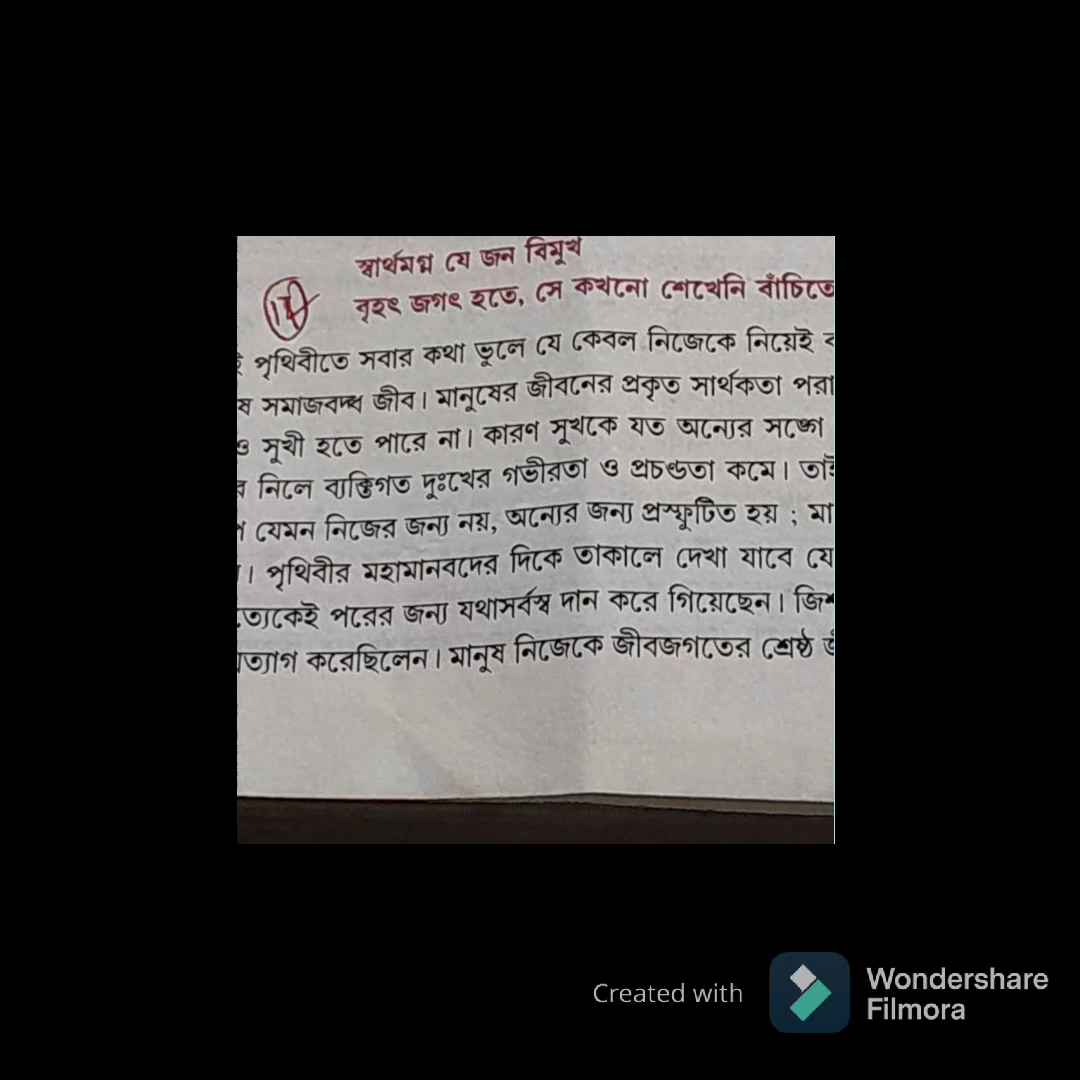 স্বার্থমগ্ন যে জন বিমুখ
বৃহৎ জগৎ হতে, সে কখনো শেখেনি বাঁচিতে
পৃথিবীতে সবার কথা ভুলে যে কেবল নিজেকে নিয়েই
ষ সমাজবদ্ধ জীব। মানুষের জীবনের প্রকৃত সার্থকতা পরা
ও সুখী হতে পারে না। কারণ সুখকে যত অন্যের সঙ্গে
নিলে ব্যক্তিগত দুঃখের গভীরতা ও প্রচণ্ডতা কমে। তাই
যেমন নিজের জন্য নয়, অন্যের জন্য প্রস্ফুটিত হয় ; মা
। পৃথিবীর মহামানবদের দিকে তাকালে দেখা যাবে যে
ত্যেকেই পরের জন্য যথাসর্বস্ব দান করে গিয়েছেন। জিশ
ত্যাগ করেছিলেন। মানুষ নিজেকে জীবজগতের শ্রেষ্ঠ
Created with Wondershare Filmora